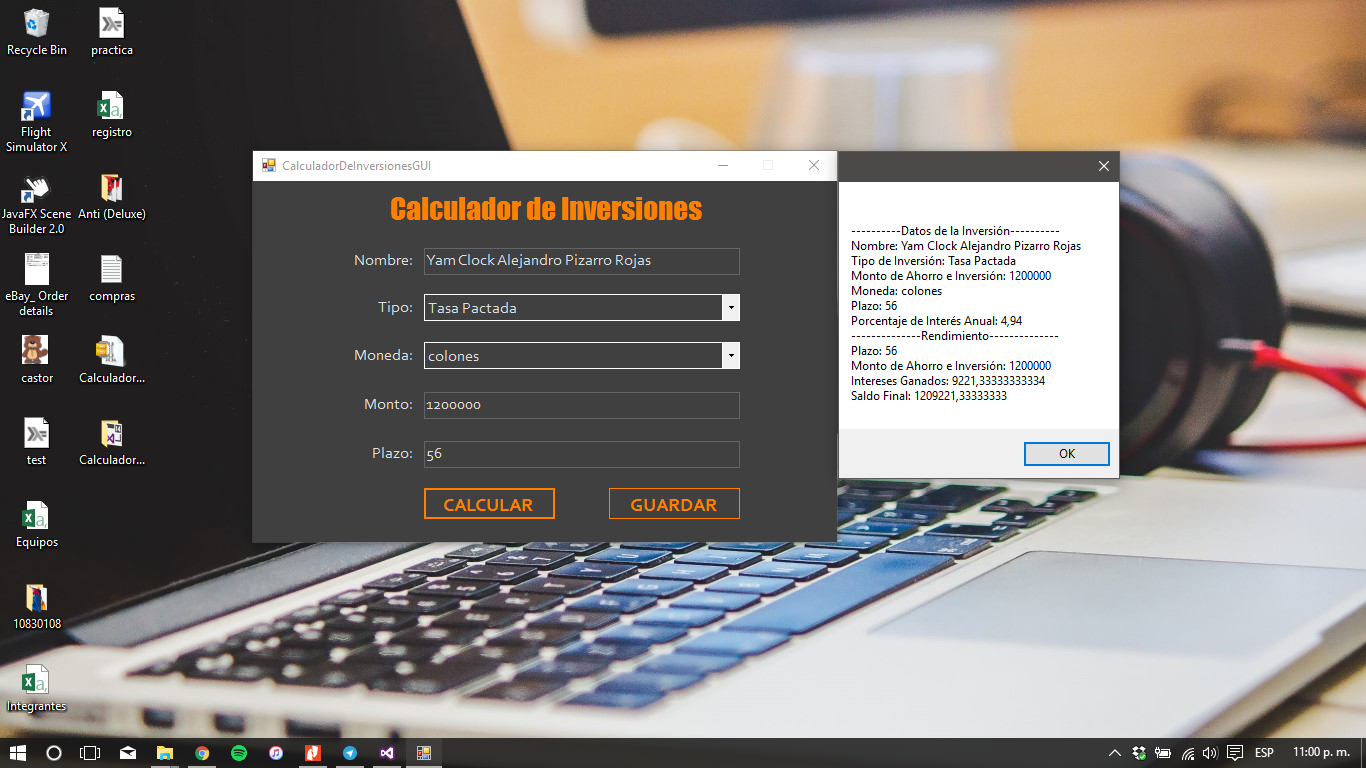 Recycle Bin
practica
Flight
Simulator X
registro
JavaFX Scene
Builder 2.0
Anti (Deluxe)
eBay_ Order
details
compras
castor
Calculador...
test
Calculador...
Equipos
10830108
Integrantes
CalculadorDeInversionesGUI
Calculador de Inversiones
Nombre: Yam Clock Alejandro Pizarro Rojas
Tipo: Tasa Pactada
Moneda: colones
Monto: 1200000
Plazo: 56
CALCULAR GUARDAR
----------Datos de la Inversión----------
Nombre: Yam Clock Alejandro Pizarro Rojas
Tipo de Inversión: Tasa Pactada
Monto de Ahorro e Inversión: 1200000
Moneda: colones
Plazo: 56
Porcentaje de Interés Anual: 4,94
--------------Rendimiento--------------
Plazo: 56
Monto de Ahorro e Inversión: 1200000
Intereses Ganados: 9221,33333333334
Saldo Final: 1209221,33333333
OK
ESP
11:00 p. m.